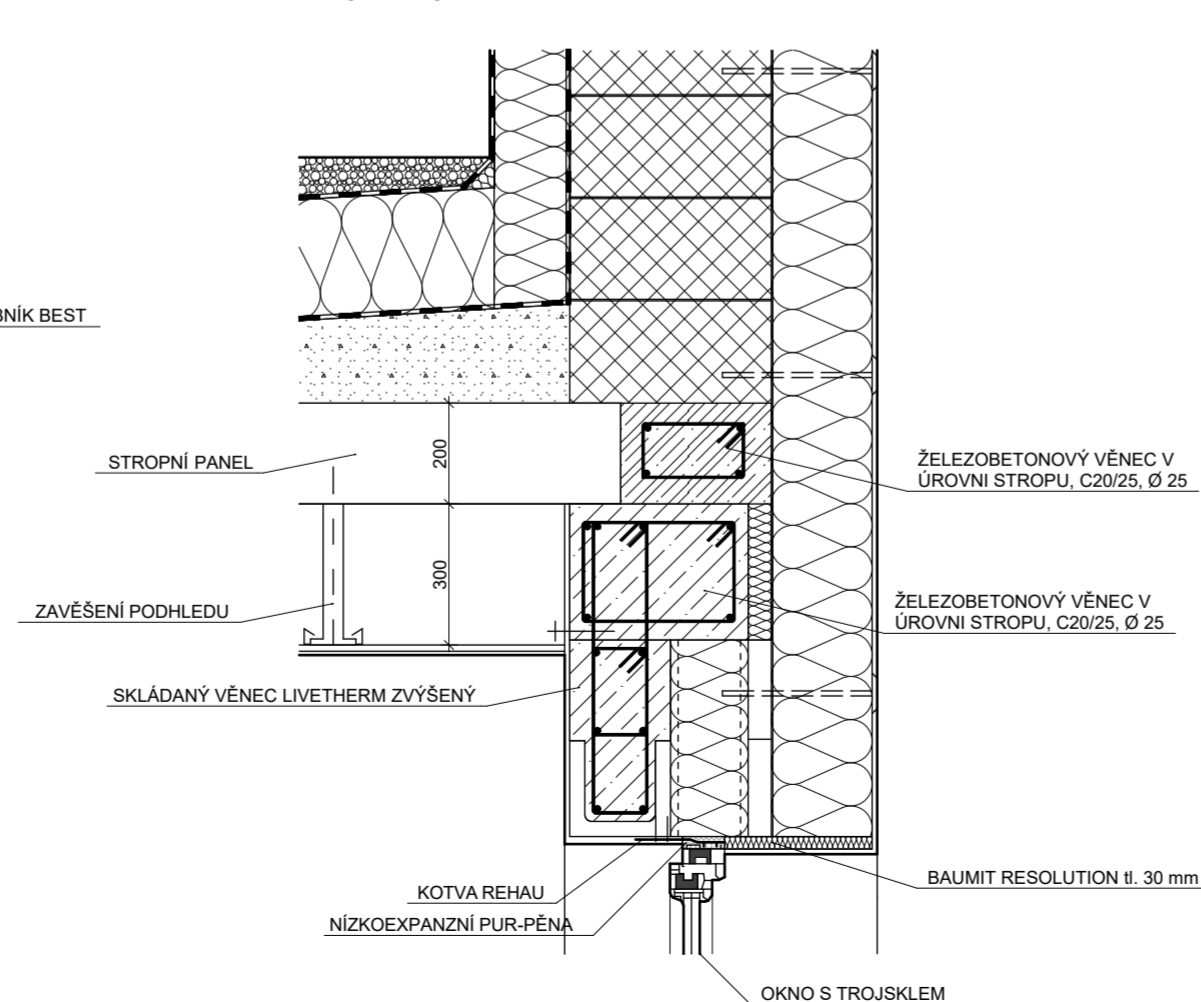 BNÍK BEST
STROPNÍ PANEL
200
ŽELEZOBETONOVÝ VĚNEC V
ÚROVNI STROPU, C20/25, Ø 25
300
ZAVĚŠENÍ PODHLEDU
ŽELEZOBETONOVÝ VĚNEC V
ÚROVNI STROPU, C20/25, Ø 25
SKLÁDANÝ VĚNEC LIVETHERM ZVÝŠENÝ
KOTVA REHAU
BAUMIT RESOLUTION tl. 30 mm
NÍZKOEXPANZNÍ PUR-PĚNA
OKNO S TROJSKLEM